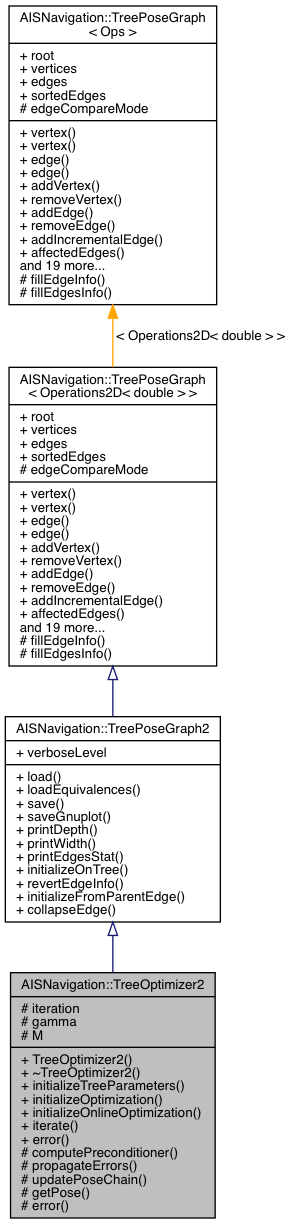 AISNavigation::TreePoseGraph
< Ops >
+ root
+ vertices
+ edges
+ sortedEdges
# edgeCompareMode
+ vertex()
+ vertex()
+ edge()
+ edge()
+ addVertex()
+ removeVertex()
+ addEdge()
+ removeEdge()
+ addIncrementalEdge()
+ affectedEdges()
and 19 more...
# fillEdgeInfo()
# fillEdgesInfo()
< Operations2D< double > >
AISNavigation::TreePoseGraph
< Operations2D< double > >
+ root
+ vertices
+ edges
+ sortedEdges
# edgeCompareMode
+ vertex()
+ vertex()
+ edge()
+ edge()
+ addVertex()
+ removeVertex()
+ addEdge()
+ removeEdge()
+ addIncrementalEdge()
+ affectedEdges()
and 19 more...
# fillEdgeInfo()
# fillEdgesInfo()
AISNavigation::TreePoseGraph2
+ verboseLevel
+ load()
+ loadEquivalences()
+ save()
+ saveGnuplot()
+ printDepth()
+ printWidth()
+ printEdgesStat()
+ initializeOnTree()
+ revertEdgeInfo()
+ initializeFromParentEdge()
+ collapseEdge()
AISNavigation::TreeOptimizer2
# iteration
# gamma
# M
+ TreeOptimizer2()
+ ~TreeOptimizer2()
+ initializeTreeParameters()
+ initializeOptimization()
+ initializeOnlineOptimization()
+ iterate()
+ error()
# computePreconditioner()
# propagateErrors()
# updatePoseChain()
# getPose()
# error()